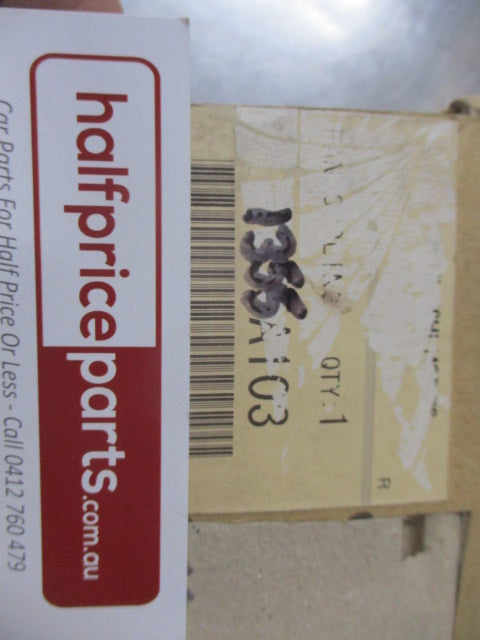 halfpriceparts.com.au
Car Parts For Half Price Or Less - Call 0412 760 479
QTY: 1
1355A103
R